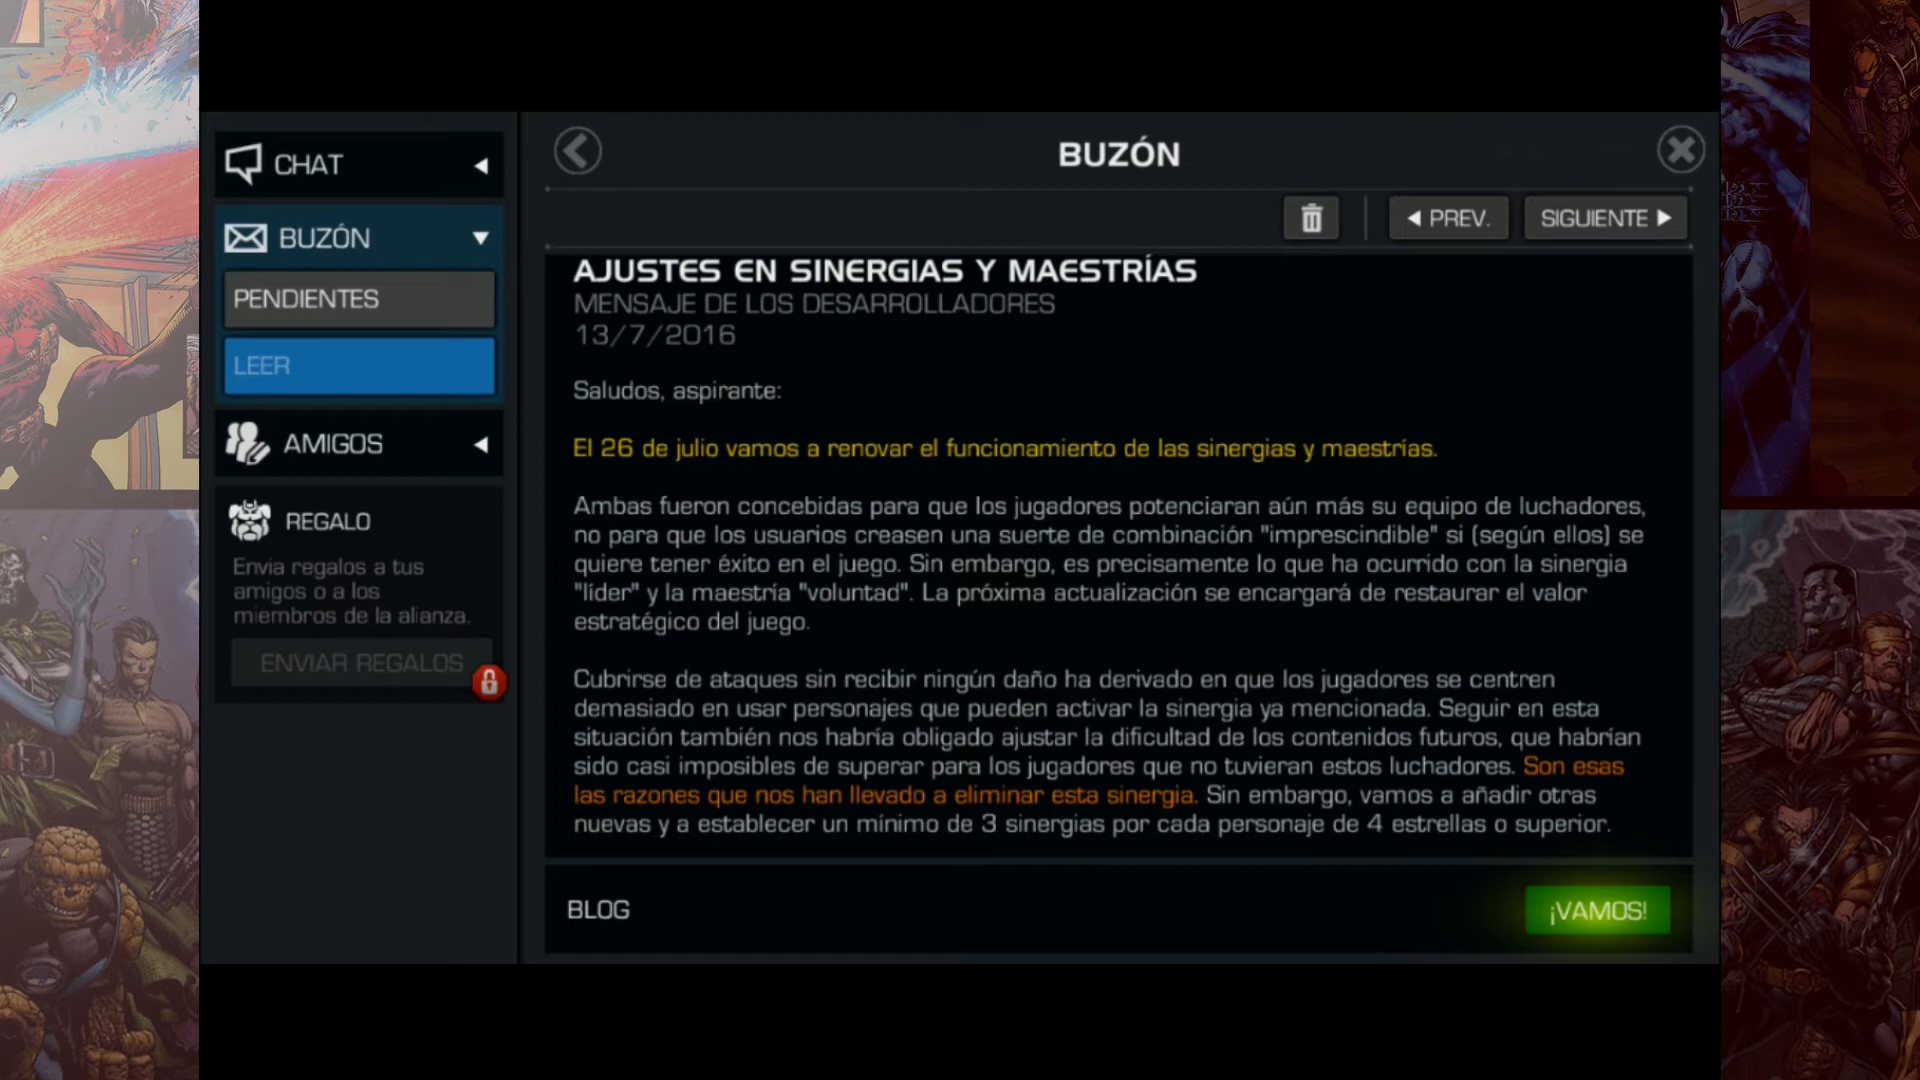 CHAT
BUZÓN
PENDIENTES
LEER
AMIGOS
REGALO
Envia regalos a tus
amigos o a los
miembros de la alianza.
ENVIAR REGALOS
BUZÓN
PREV.
SIGUIENTE
AJUSTES EN SINERGIAS Y MAESTRÍAS
MENSAJE DE LOS DESARROLLADORES
13/7/2016
Saludos, aspirante:
El 26 de julio vamos a renovar el funcionamiento de las sinergias y maestrías.
Ambas fueron concebidas para que los jugadores potenciaran aún más su equipo de luchadores,
no para que los usuarios creasen una suerte de combinación "imprescindible" si (según ellos) se
quiere tener éxito en el juego. Sin embargo, es precisamente lo que ha ocurrido con la sinergia
"líder" y la maestría "voluntad". La próxima actualización se encargará de restaurar el valor
estratégico del juego.
Cubrirse de ataques sin recibir ningún daño ha derivado en que los jugadores se centren
demasiado en usar personajes que pueden activar la sinergia ya mencionada. Seguir en esta
situación también nos habría obligado ajustar la dificultad de los contenidos futuros, que habrían
sido casi imposibles de superar para los jugadores que no tuvieran estos luchadores. Son esas
las razones que nos han llevado a eliminar esta sinergia. Sin embargo, vamos a añadir otras
nuevas y a establecer un mínimo de 3 sinergias por cada personaje de 4 estrellas o superior.
BLOG
¡VAMOS!